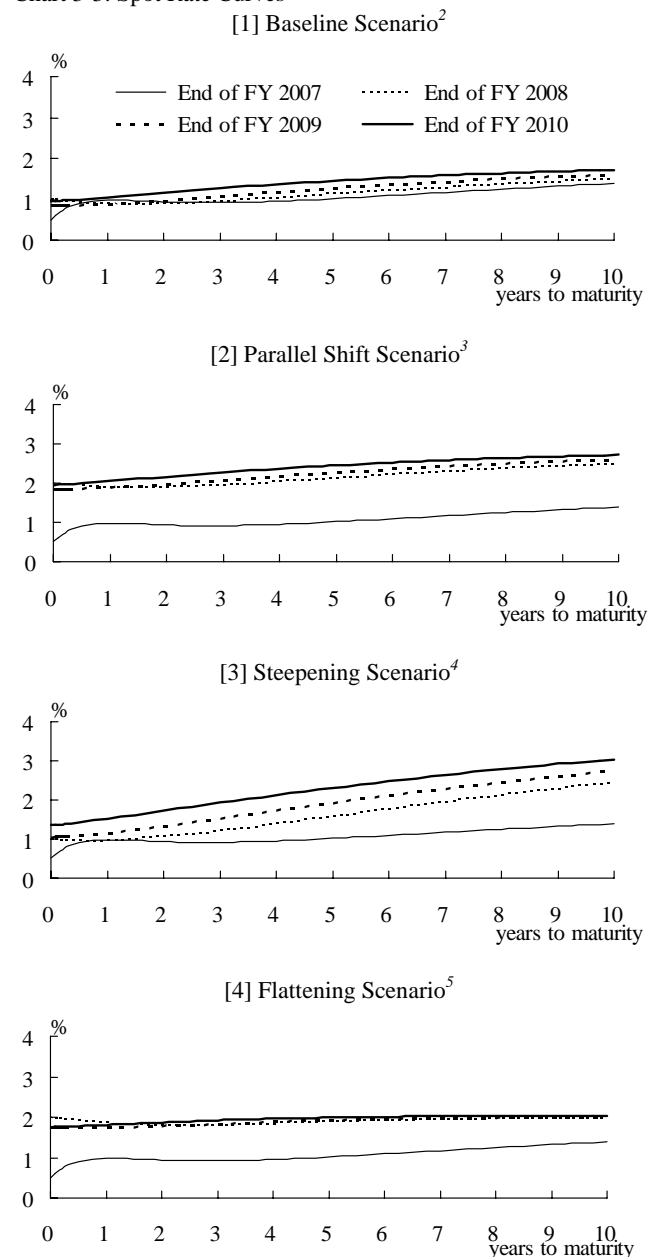 Chart 3-3: Spot Rate Curves
[1] Baseline Scenario2
%
4
3
2
1
0
End of FY 2007
End of FY 2008
End of FY 2009
End of FY 2010
0 1 2 3 4 5 6 7 8 9 10
years to maturity
[2] Parallel Shift Scenario3
%
4
3
2
1
0
0 1 2 3 4 5 6 7 8 9 10
years to maturity
[3] Steepening Scenario4
%
4
3
2
1
0
0 1 2 3 4 5 6 7 8 9 10
years to maturity
[4] Flattening Scenario5
%
4
3
2
1
0
0 1 2 3 4 5 6 7 8 9 10
years to maturity